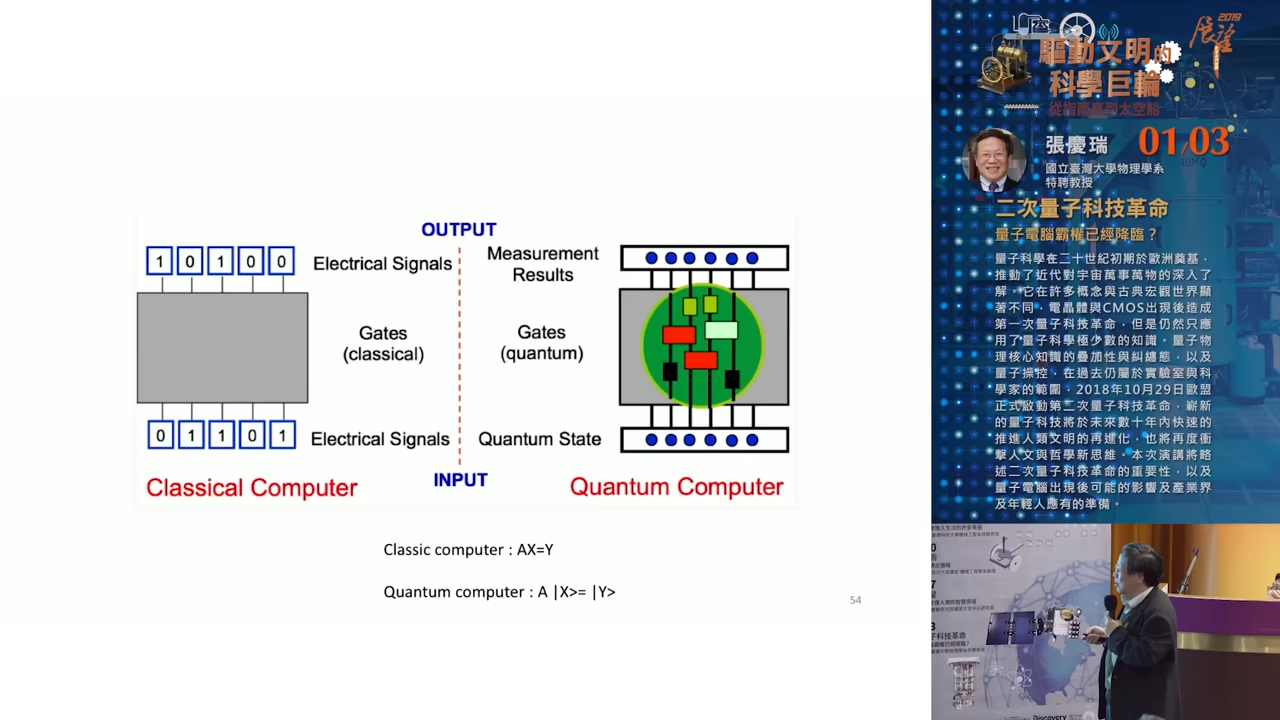 OUTPUT
1 0 1 0 0
Electrical Signals
Measurement
Results
Gates
(classical)
Gates
(quantum)
0 1 1 0 1
Electrical Signals
Quantum State
INPUT
Classical Computer
Quantum Computer
Classic computer : AX=Y
Quantum computer : A |X>= |Y>
54
2019
展望
驅動文明的
科學巨輪
從指南車到太空船
張慶瑞
01/03
國立臺灣大學物理學系
特聘教授
IBM Q
二次量子科技革命
量子電腦霸權已經降臨？
量子科學在二十世紀初期於歐洲奠基，
推動了近代對宇宙萬事萬物的深入了
解。它在許多概念與古典宏觀世界顯
著不同，電晶體與CMOS出現後造成
第一次量子科技革命，但是仍然只應
用了量子科學極少數的知識。量子物
理核心知識的疊加性與糾纏態，以及
量子操控，在過去仍屬於實驗室與科
學家的範圍，2018年10月29日歐盟
正式啟動第二次量子科技革命，嶄新
的量子科技將於未來數十年內快速的
推進人類文明的再進化，也將再度衝
擊人文與哲學新思維。本次演講將略
述二次量子科技革命的重要性，以及
量子電腦出現後可能的影響及產業界
及年輕人應有的準備。
子科技革命
Discovery